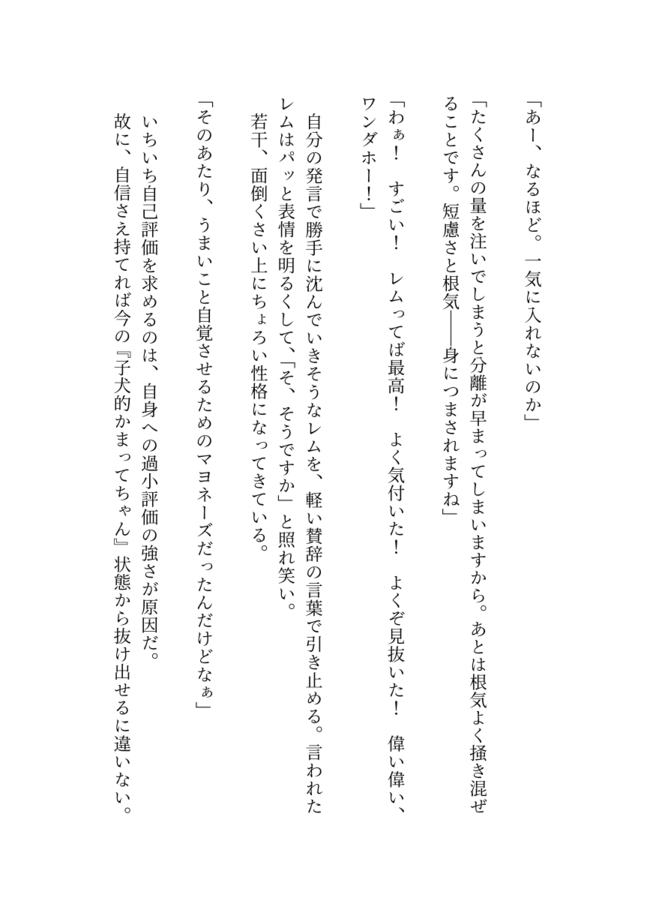 「あー、なるほど。一気に入れないのか」
「たくさんの量を注いでしまうと分離が早まってしまいますから。あとは根気よく掻き混ぜ
ることです。短慮さと根気――身につまされますね」
「わぁ！　すごい！　レムってば最高！　よく気付いた！　よくぞ見抜いた！　偉い偉い、
ワンダホー！」
　自分の発言で勝手に沈んでいきそうなレムを、軽い賛辞の言葉で引き止める。言われた
レムはパッと表情を明るくして、「そ、そうですか」と照れ笑い。
　若干、面倒くさい上にちょろい性格になってきている。
「そのあたり、うまいこと自覚させるためのマヨネーズだったんだけどなぁ」
　いちいち自己評価を求めるのは、自身への過小評価の強さが原因だ。
　故に、自信さえ持てれば今の『子犬的かまってちゃん』状態から抜け出せるに違いない。